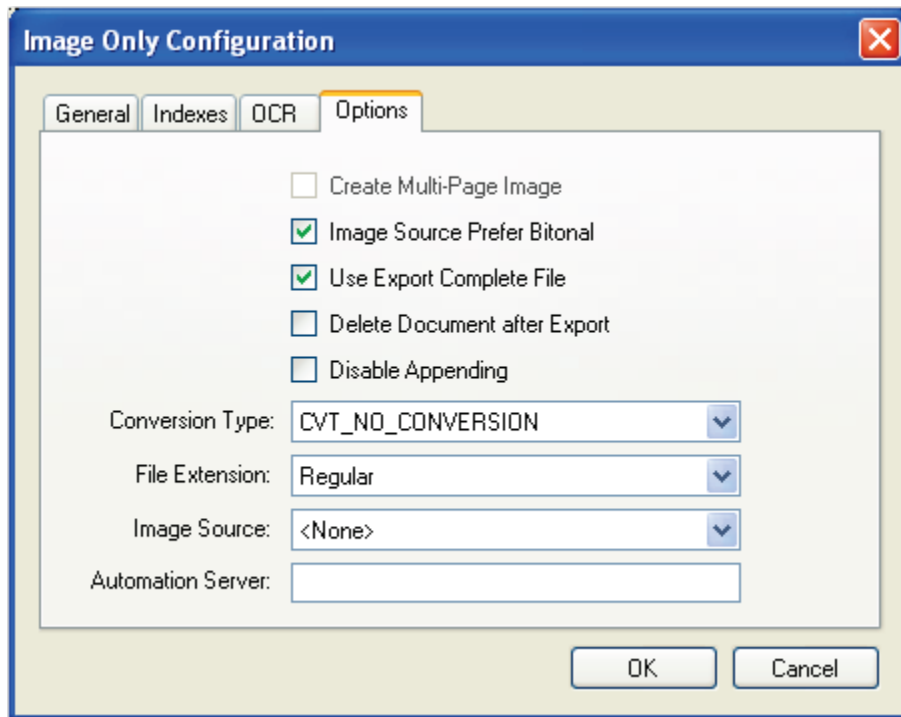 Image Only Configuration
General Indexes OCR Options
Create Multi-Page Image
Image Source Prefer Bitonal
Use Export Complete File
Delete Document after Export
Disable Appending
Conversion Type: CVT_NO_CONVERSION
File Extension: Regular
Image Source: <None>
Automation Server:
OK Cancel